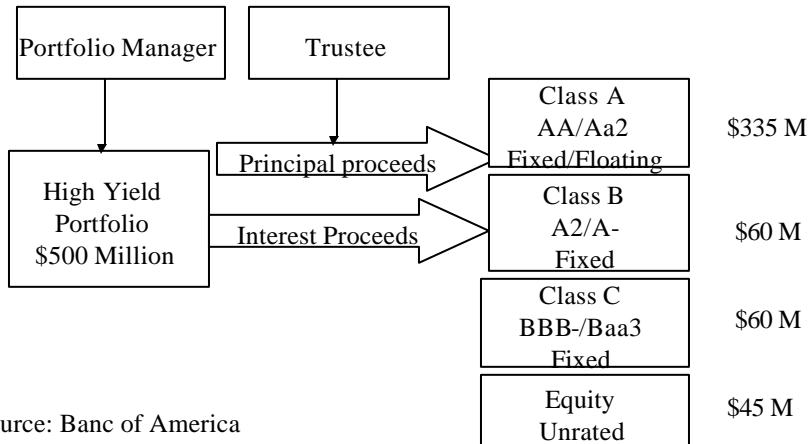 Portfolio Manager
Trustee
Class A
AA/Aa2
Fixed/Floating
$335 M
Principal proceeds
High Yield
Portfolio
$500 Million
Interest Proceeds
Class B
A2/A-
Fixed
$60 M
Class C
BBB-/Baa3
Fixed
$60 M
Equity
Unrated
$45 M
urce: Banc of America